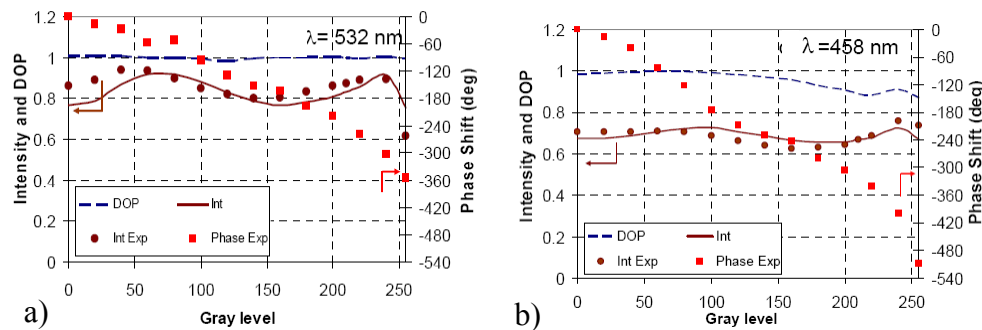 1.2
1
0.8
0.6
0.4
0.2
0
Intensity and DOP
0
-60
-120
-180
-240
-300
-360
-420
-480
-540
Phase Shift (deg)
λ= 532 nm
DOP Int
Int Exp Phase Exp
0 50 100 150 200 250
Gray level
a)
1.2
1
0.8
0.6
0.4
0.2
0
Intensity and DOP
0
-60
-120
-180
-240
-300
-360
-420
-480
-540
Phase Shift (deg)
λ =458 nm
DOP Int
Int Exp Phase Exp
0 50 100 150 200 250
Gray level
b)